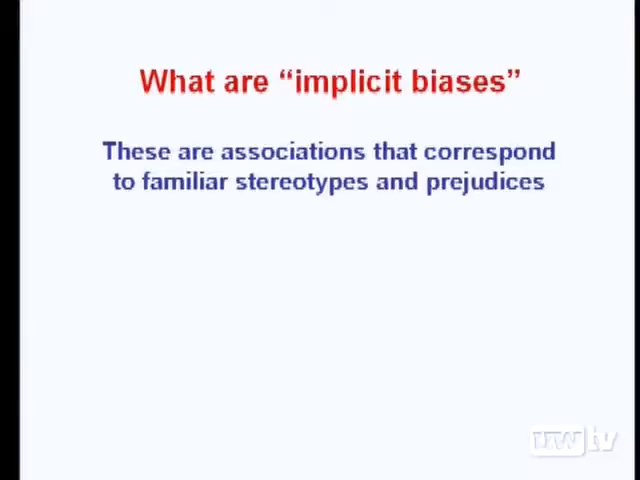 What are “implicit biases”
These are associations that correspond
to familiar stereotypes and prejudices
uwtv